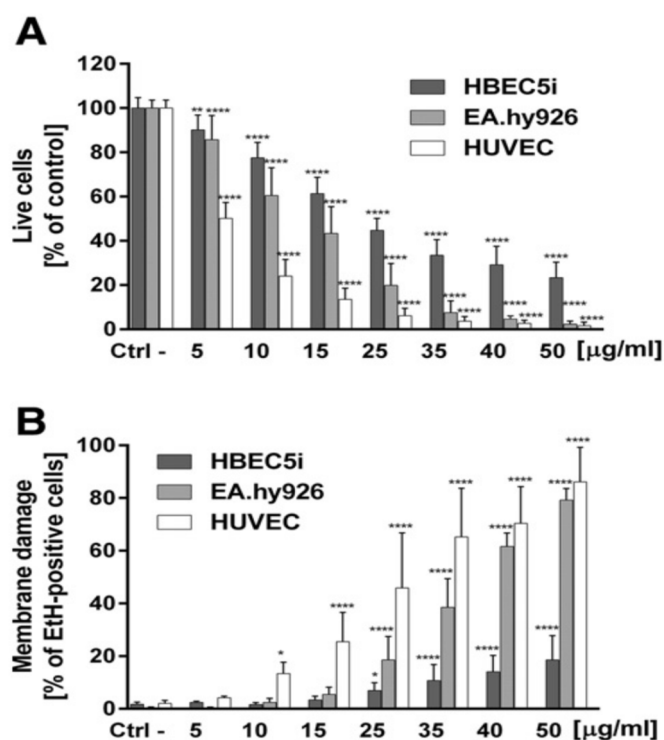 A
Live cells
[% of control]
120
100
80
60
40
20
0
HBEC5i
EA.hy926
HUVEC
** **** ****
**** **** ****
**** **** ****
**** **** ****
**** **** ****
**** **** ****
**** **** ****
Ctrl - 5 10 15 25 35 40 50 [µg/ml]
B
Membrane damage
[% of EtH-positive cells]
100
80
60
40
20
0
HBEC5i
EA.hy926
HUVEC
*
****
* **** ****
**** **** ****
**** **** ****
**** **** ****
Ctrl - 5 10 15 25 35 40 50 [µg/ml]